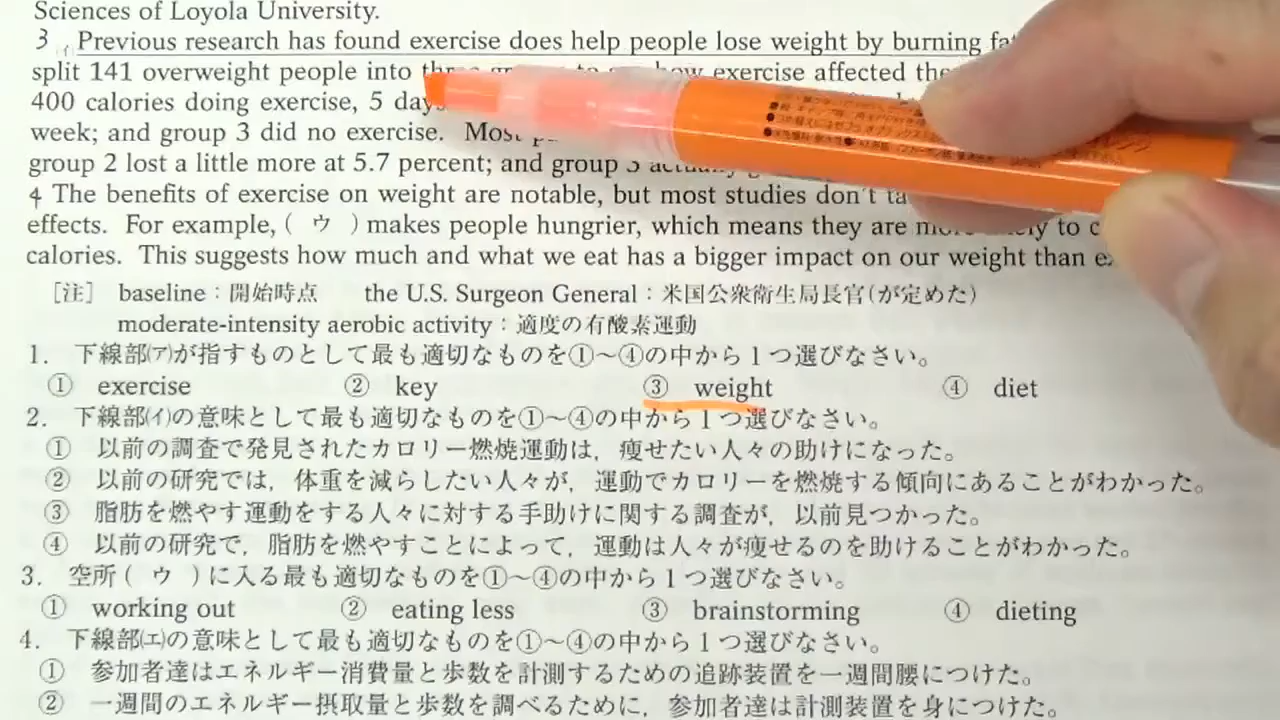 Sciences of Loyola University.
3 (イ)Previous research has found exercise does help people lose weight by burning
split 141 overweight people into exercise affected
400 calories doing exercise, 5
week; and group 3 did no exercise. Most
group 2 lost a little more at 5.7 percent; and group 3
4 The benefits of exercise on weight are notable, but most studies don't
effects. For example, ( ウ ) makes people hungrier, which means they are to
calories. This suggests how much and what we eat has a bigger impact on our weight than
[注] baseline:開始時点 the U.S. Surgeon General:米国公衆衛生局長官(が定めた)
moderate-intensity aerobic activity:適度の有酸素運動
1. 下線部(ア)が指すものとして最も適切なものを①~④の中から1つ選びなさい。
① exercise ② key ③ weight ④ diet
2. 下線部(イ)の意味として最も適切なものを①~④の中から1つ選びなさい。
① 以前の調査で発見されたカロリー燃焼運動は,痩せたい人々の助けになった。
② 以前の研究では,体重を減らしたい人々が,運動でカロリーを燃焼する傾向にあることがわかった。
③ 脂肪を燃やす運動をする人々に対する手助けに関する調査が,以前見つかった。
④ 以前の研究で,脂肪を燃やすことによって,運動は人々が痩せるのを助けることがわかった。
3. 空所( ウ )に入る最も適切なものを①~④の中から1つ選びなさい。
① working out ② eating less ③ brainstorming ④ dieting
4. 下線部(エ)の意味として最も適切なものを①~④の中から1つ選びなさい。
① 参加者達はエネルギー消費量と歩数を計測するための追跡装置を一週間腰につけた。
② 一週間のエネルギー摂取量と歩数を調べるために,参加者達は計測装置を身につけた。